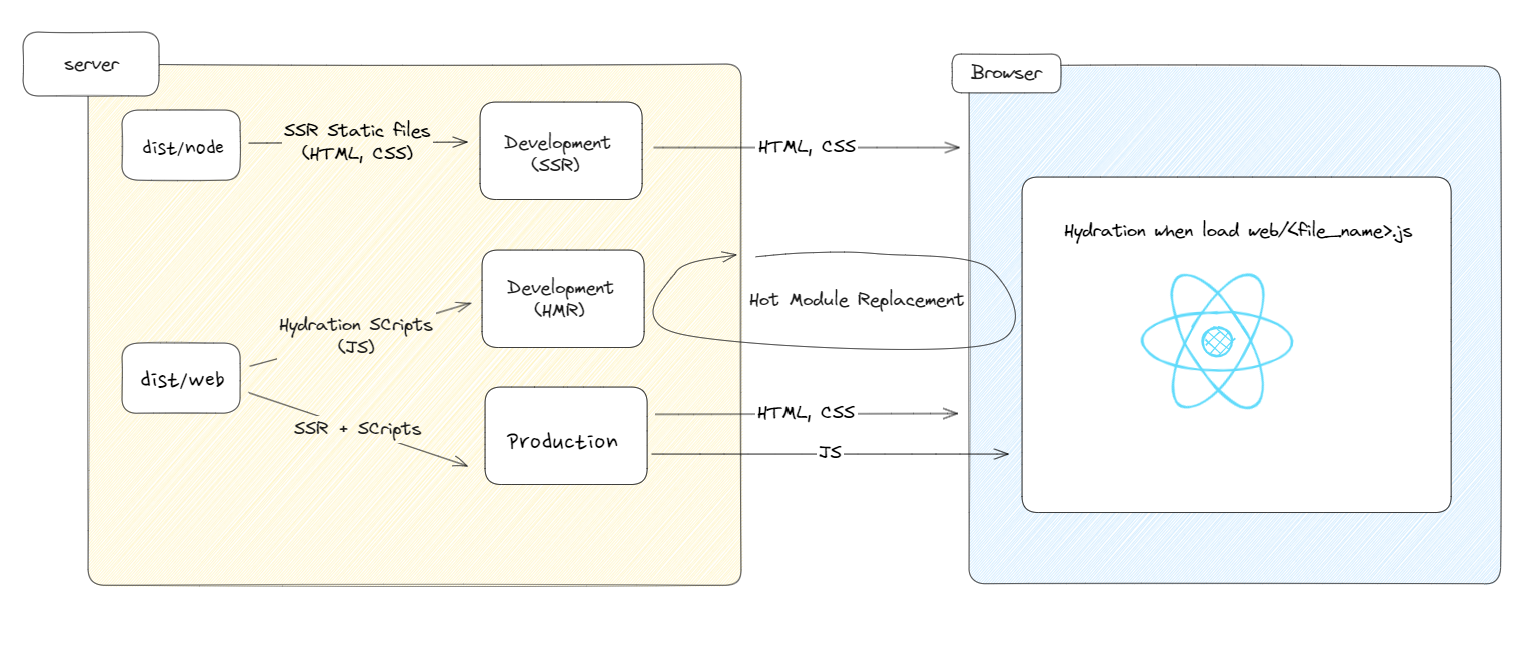 server
Browser
dist/node
SSR Static files
(HTML, CSS)
Development
(SSR)
HTML, CSS
Hydration when load web/<file_name>.js
Development
(HMR)
Hot Module Replacement
Hydration SCripts
(JS)
dist/web
SSR + SCripts
Production
HTML, CSS
JS